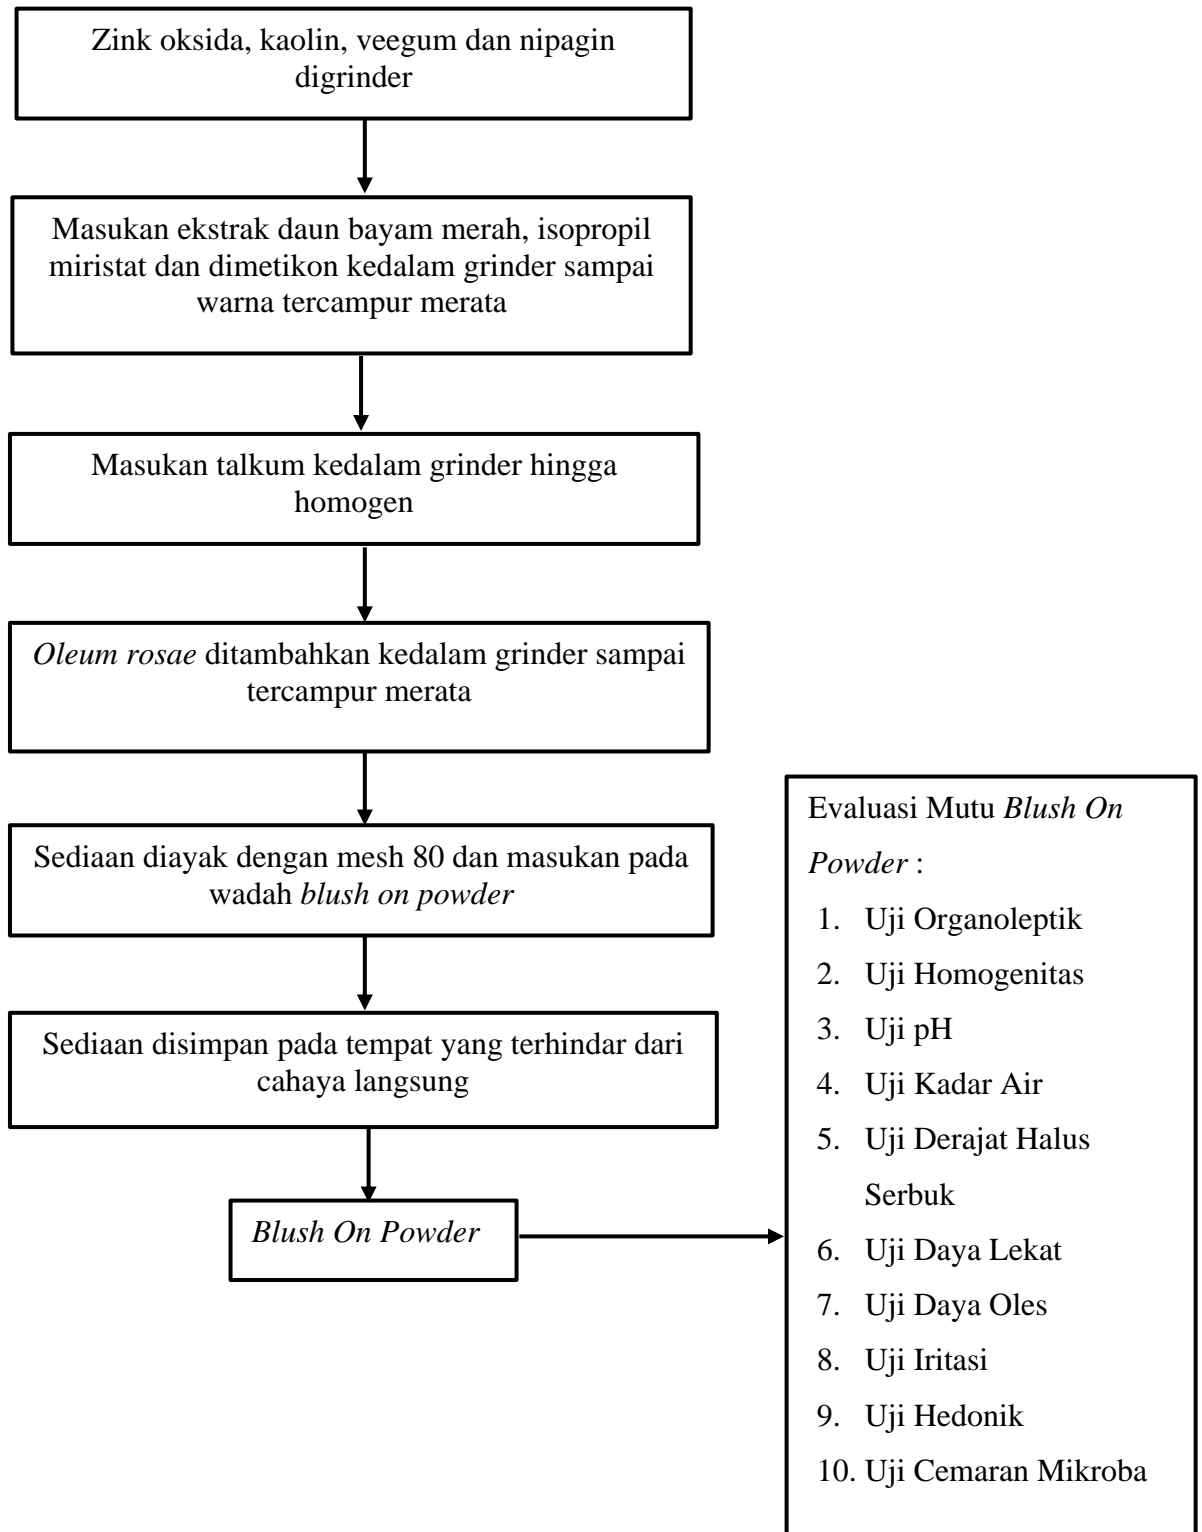 Zink oksida, kaolin, veegum dan nipagin
digrinder
Masukan ekstrak daun bayam merah, isopropil
miristat dan dimetikon kedalam grinder sampai
warna tercampur merata
Masukan talkum kedalam grinder hingga
homogen
Oleum rosae ditambahkan kedalam grinder sampai
tercampur merata
Sediaan diayak dengan mesh 80 dan masukan pada
wadah blush on powder
Sediaan disimpan pada tempat yang terhindar dari
cahaya langsung
Blush On Powder
Evaluasi Mutu Blush On
Powder :
1. Uji Organoleptik
2. Uji Homogenitas
3. Uji pH
4. Uji Kadar Air
5. Uji Derajat Halus
Serbuk
6. Uji Daya Lekat
7. Uji Daya Oles
8. Uji Iritasi
9. Uji Hedonik
10. Uji Cemaran Mikroba